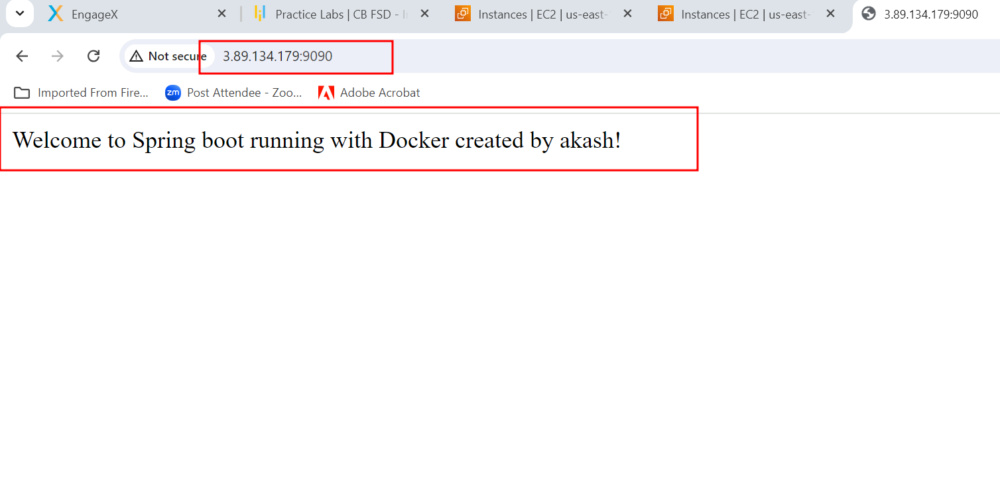 EngageX
Practice Labs | CB FSD - I
Instances | EC2 | us-east-
Instances | EC2 | us-east-
3.89.134.179:9090
Not secure
3.89.134.179:9090
Imported From Fire...
zm
Post Attendee - Zoo...
Adobe Acrobat
Welcome to Spring boot running with Docker created by akash!